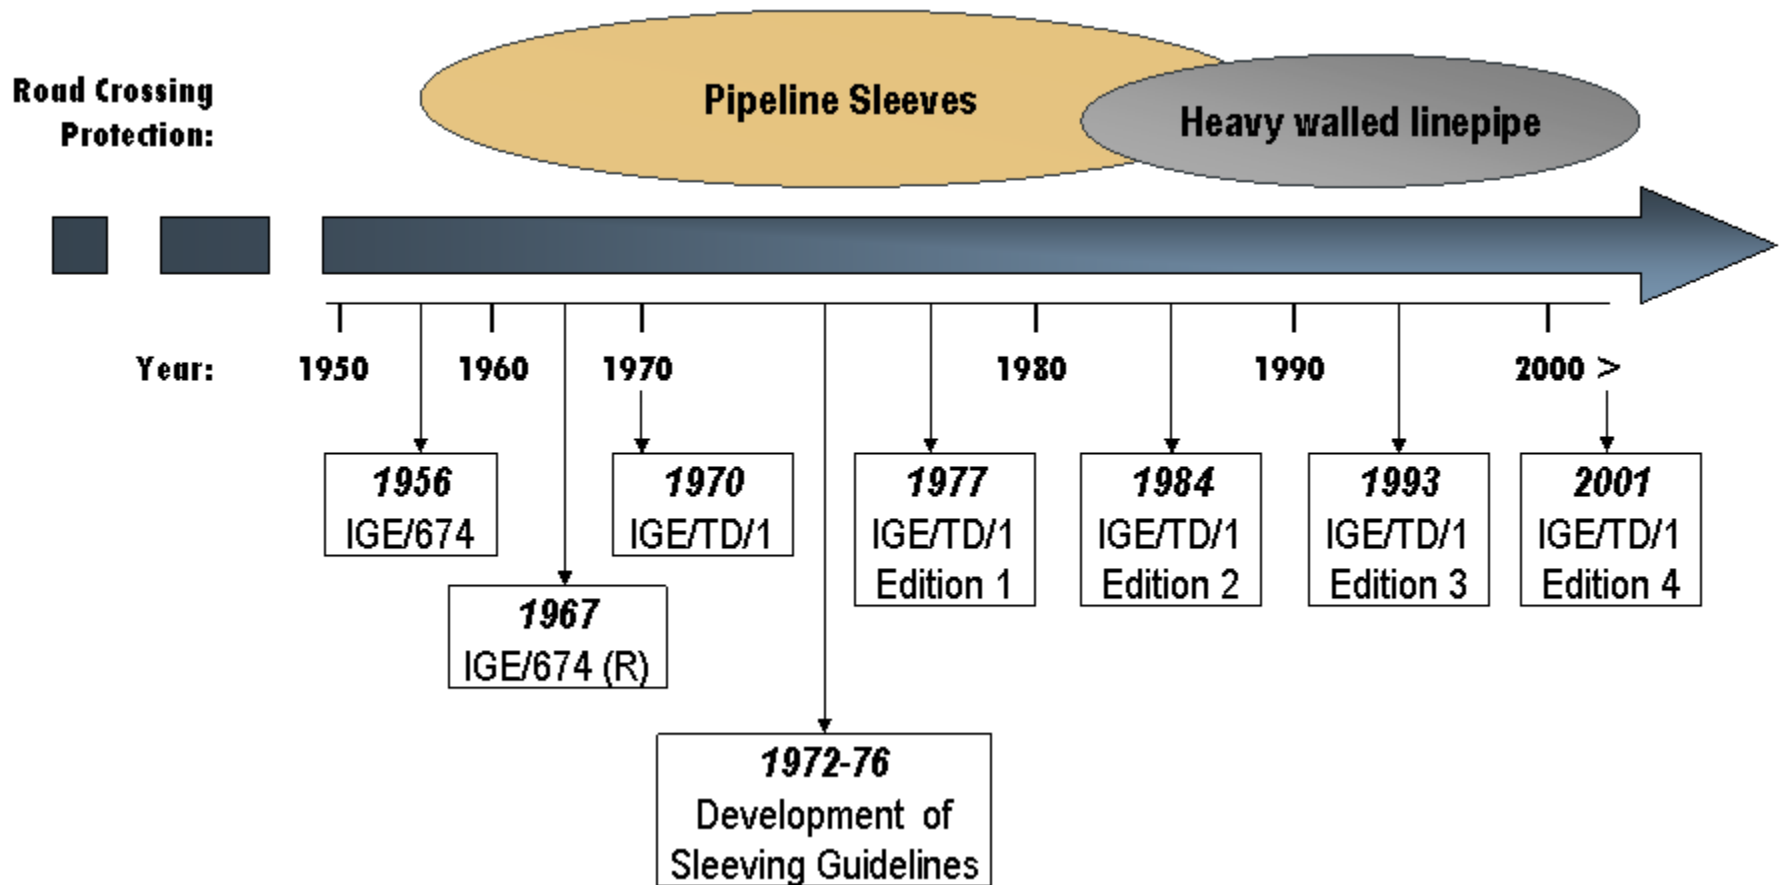 Road Crossing
Protection:
Pipeline Sleeves
Heavy walled linepipe
Year:
1950
1960
1970
1980
1990
2000 >
1956
IGE/674
1967
IGE/674 (R)
1970
IGE/TD/1
1972-76
Development of
Sleeving Guidelines
1977
IGE/TD/1
Edition 1
1984
IGE/TD/1
Edition 2
1993
IGE/TD/1
Edition 3
2001
IGE/TD/1
Edition 4